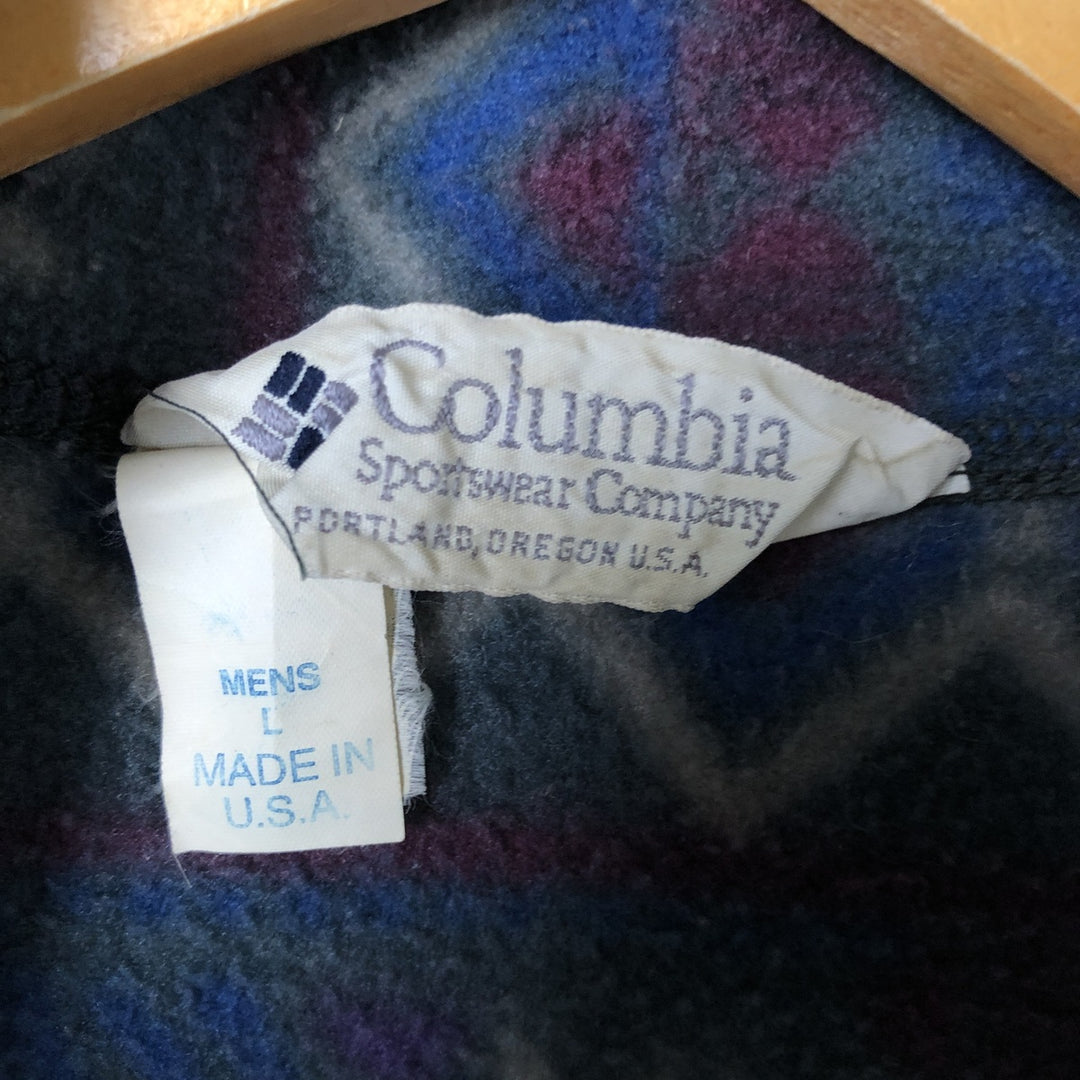 Columbia
Sportswear Company
PORTLAND, OREGON U.S.A.
MENS
L
MADE IN
U.S.A.